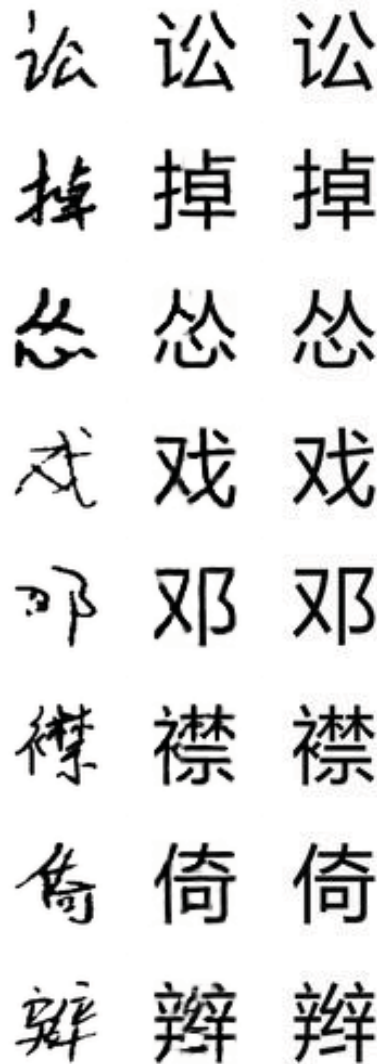 讼 讼 讼
掉 掉 掉
怂 怂 怂
戏 戏 戏
邓 邓 邓
襟 襟 襟
倚 倚 倚
辫 辫 辫